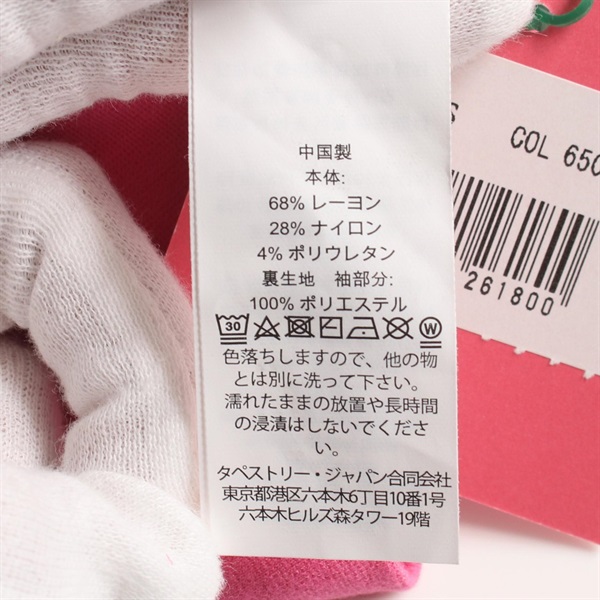 中国製
本体:
68% レーヨン
28% ナイロン
4% ポリウレタン
裏生地 袖部分:
100% ポリエステル
30 W
色落ちしますので、他の物
とは別に洗って下さい。
濡れたままの放置や長時間
の浸漬はしないでくださ
い。
タペストリー・ジャパン合同会社
東京都港区六本木6丁目10番1号
六本木ヒルズ森タワー19階
S COL 650
261800